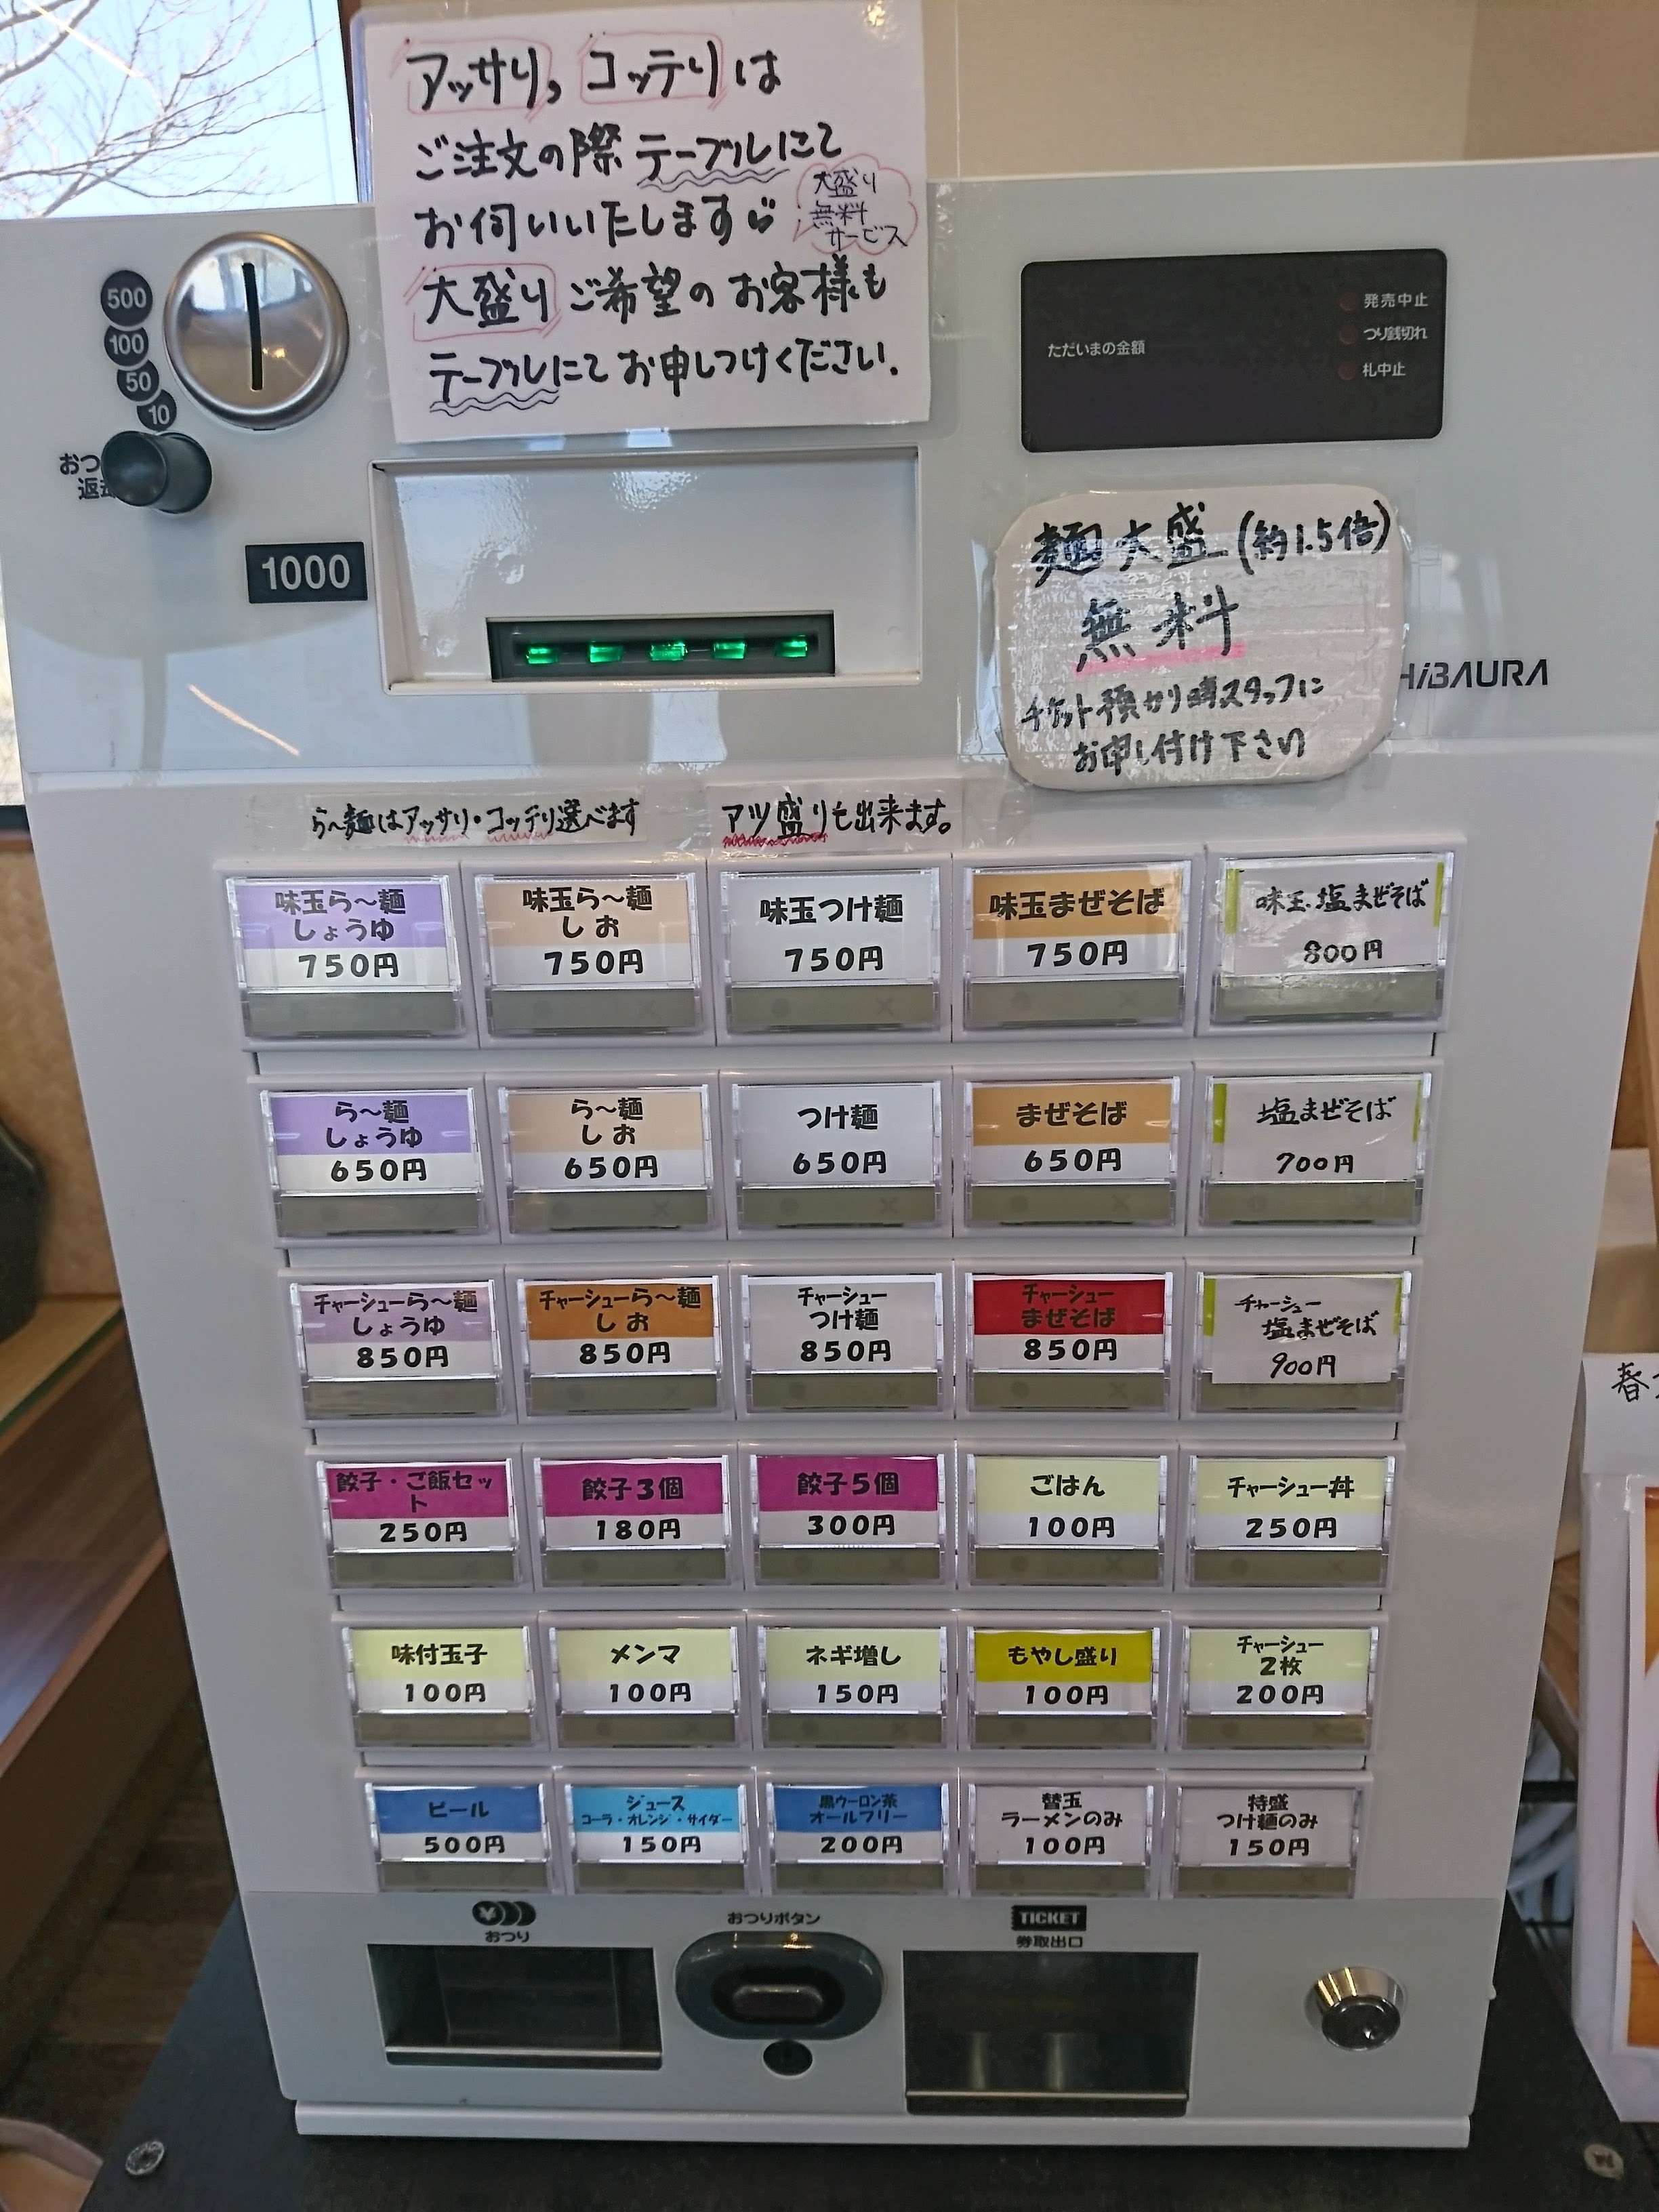 アッサリ,コッテリは
ご注文の際テーブルにて
お伺いいたします
大盛り
無料
サービス
大盛りご希望のお客様も
テーブルにてお申しつけください.
500
100
50
10
おつ
返却
1000
ただいまの金額
発売中止
つり銭切れ
札中止
麺大盛(約1.5倍)
無料
チケット預かり時スタッフに
お申し付け下さい
HiBAURA
ら〜麺はアッサリ・コッテリ選べます
アツ盛りも出来ます。
味玉ら〜麺
しょうゆ
750円
味玉ら〜麺
しお
750円
味玉つけ麺
750円
味玉まぜそば
750円
味玉.塩まぜそば
800円
ら〜麺
しょうゆ
650円
ら〜麺
しお
650円
つけ麺
650円
まぜそば
650円
塩まぜそば
700円
チャーシューら〜麺
しょうゆ
850円
チャーシューら〜麺
しお
850円
チャーシュー
つけ麺
850円
チャーシュー
まぜそば
850円
チャーシュー
塩まぜそば
900円
餃子・ご飯セッ
ト
250円
餃子3個
180円
餃子5個
300円
ごはん
100円
チャーシュー丼
250円
味付玉子
100円
メンマ
100円
ネギ増し
150円
もやし盛り
100円
チャーシュー
2枚
200円
ビール
500円
ジュース
コーラ・オレンジ・サイダー
150円
黒ウーロン茶
オールフリー
200円
替玉
ラーメンのみ
100円
特盛
つけ麺のみ
150円
おつり
おつりボタン
TICKET
券取出口
春